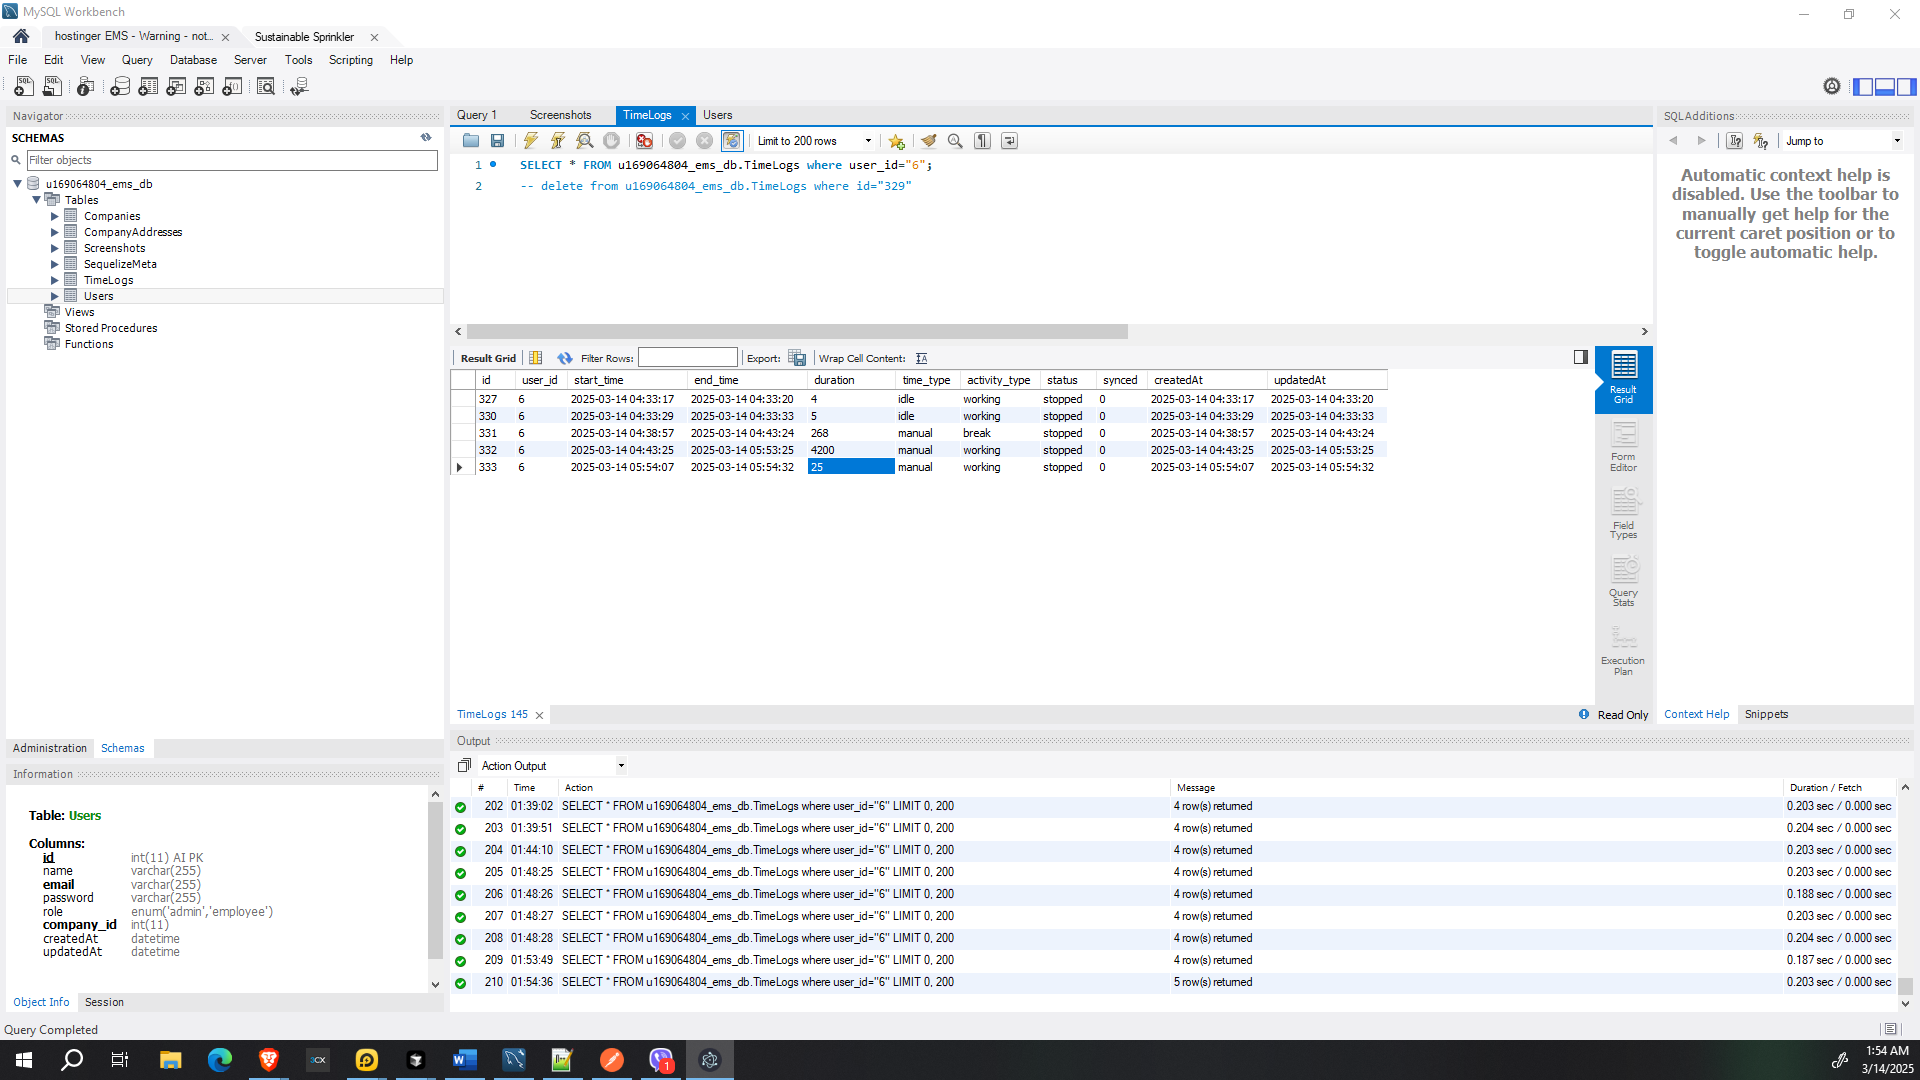 MySQL Workbench
hostinger EMS - Warning - not...
Sustainable Sprinkler
File Edit View Query Database Server Tools Scripting Help
Navigator
SCHEMAS
Filter objects
u169064804_ems_db
Tables
Companies
CompanyAddresses
Screenshots
SequelizeMeta
TimeLogs
Users
Views
Stored Procedures
Functions
Administration Schemas
Information
Table: Users
Columns:
id int(11) AI PK
name varchar(255)
email varchar(255)
password varchar(255)
role enum('admin','employee')
company_id int(11)
createdAt datetime
updatedAt datetime
Object Info Session
Query Completed
Query 1 Screenshots TimeLogs Users
Limit to 200 rows
1 SELECT * FROM u169064804_ems_db.TimeLogs where user_id="6";
2 -- delete from u169064804_ems_db.TimeLogs where id="329"
Result Grid Filter Rows: Export: Wrap Cell Content:
id user_id start_time end_time duration time_type activity_type status synced createdAt updatedAt
327 6 2025-03-14 04:33:17 2025-03-14 04:33:20 4 idle working stopped 0 2025-03-14 04:33:17 2025-03-14 04:33:20
330 6 2025-03-14 04:33:29 2025-03-14 04:33:33 5 idle working stopped 0 2025-03-14 04:33:29 2025-03-14 04:33:33
331 6 2025-03-14 04:38:57 2025-03-14 04:43:24 268 manual break stopped 0 2025-03-14 04:38:57 2025-03-14 04:43:24
332 6 2025-03-14 04:43:25 2025-03-14 05:53:25 4200 manual working stopped 0 2025-03-14 04:43:25 2025-03-14 05:53:25
333 6 2025-03-14 05:54:07 2025-03-14 05:54:32 25 manual working stopped 0 2025-03-14 05:54:07 2025-03-14 05:54:32
Result
Grid
Form
Editor
Field
Types
Query
Stats
Execution
Plan
TimeLogs 145
Read Only
SQLAdditions
Jump to
Automatic context help is
disabled. Use the toolbar to
manually get help for the
current caret position or to
toggle automatic help.
Context Help Snippets
Output
Action Output
# Time Action Message Duration / Fetch
202 01:39:02 SELECT * FROM u169064804_ems_db.TimeLogs where user_id="6" LIMIT 0, 200 4 row(s) returned 0.203 sec / 0.000 sec
203 01:39:51 SELECT * FROM u169064804_ems_db.TimeLogs where user_id="6" LIMIT 0, 200 4 row(s) returned 0.204 sec / 0.000 sec
204 01:44:10 SELECT * FROM u169064804_ems_db.TimeLogs where user_id="6" LIMIT 0, 200 4 row(s) returned 0.203 sec / 0.000 sec
205 01:48:25 SELECT * FROM u169064804_ems_db.TimeLogs where user_id="6" LIMIT 0, 200 4 row(s) returned 0.203 sec / 0.000 sec
206 01:48:26 SELECT * FROM u169064804_ems_db.TimeLogs where user_id="6" LIMIT 0, 200 4 row(s) returned 0.188 sec / 0.000 sec
207 01:48:27 SELECT * FROM u169064804_ems_db.TimeLogs where user_id="6" LIMIT 0, 200 4 row(s) returned 0.203 sec / 0.000 sec
208 01:48:28 SELECT * FROM u169064804_ems_db.TimeLogs where user_id="6" LIMIT 0, 200 4 row(s) returned 0.204 sec / 0.000 sec
209 01:53:49 SELECT * FROM u169064804_ems_db.TimeLogs where user_id="6" LIMIT 0, 200 4 row(s) returned 0.187 sec / 0.000 sec
210 01:54:36 SELECT * FROM u169064804_ems_db.TimeLogs where user_id="6" LIMIT 0, 200 5 row(s) returned 0.203 sec / 0.000 sec
1
1:54 AM
3/14/2025